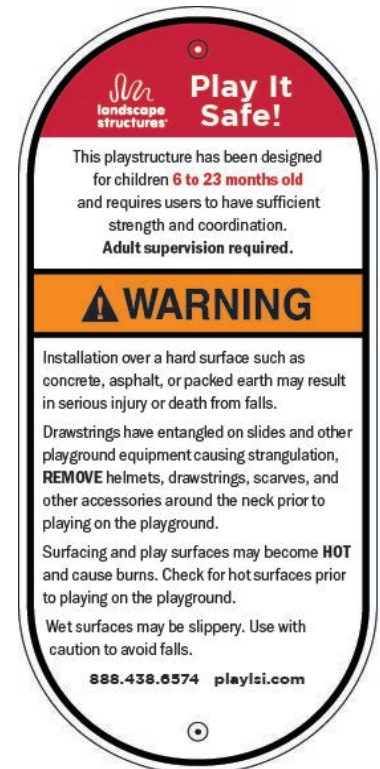 landscape
structures®
Play It
Safe!
This playstructure has been designed
for children 6 to 23 months old
and requires users to have sufficient
strength and coordination.
Adult supervision required.
WARNING
Installation over a hard surface such as
concrete, asphalt, or packed earth may result
in serious injury or death from falls.
Drawstrings have entangled on slides and other
playground equipment causing strangulation,
REMOVE helmets, drawstrings, scarves, and
other accessories around the neck prior to
playing on the playground.
Surfacing and play surfaces may become HOT
and cause burns. Check for hot surfaces prior
to playing on the playground.
Wet surfaces may be slippery. Use with
caution to avoid falls.
888.438.6574 playlsi.com